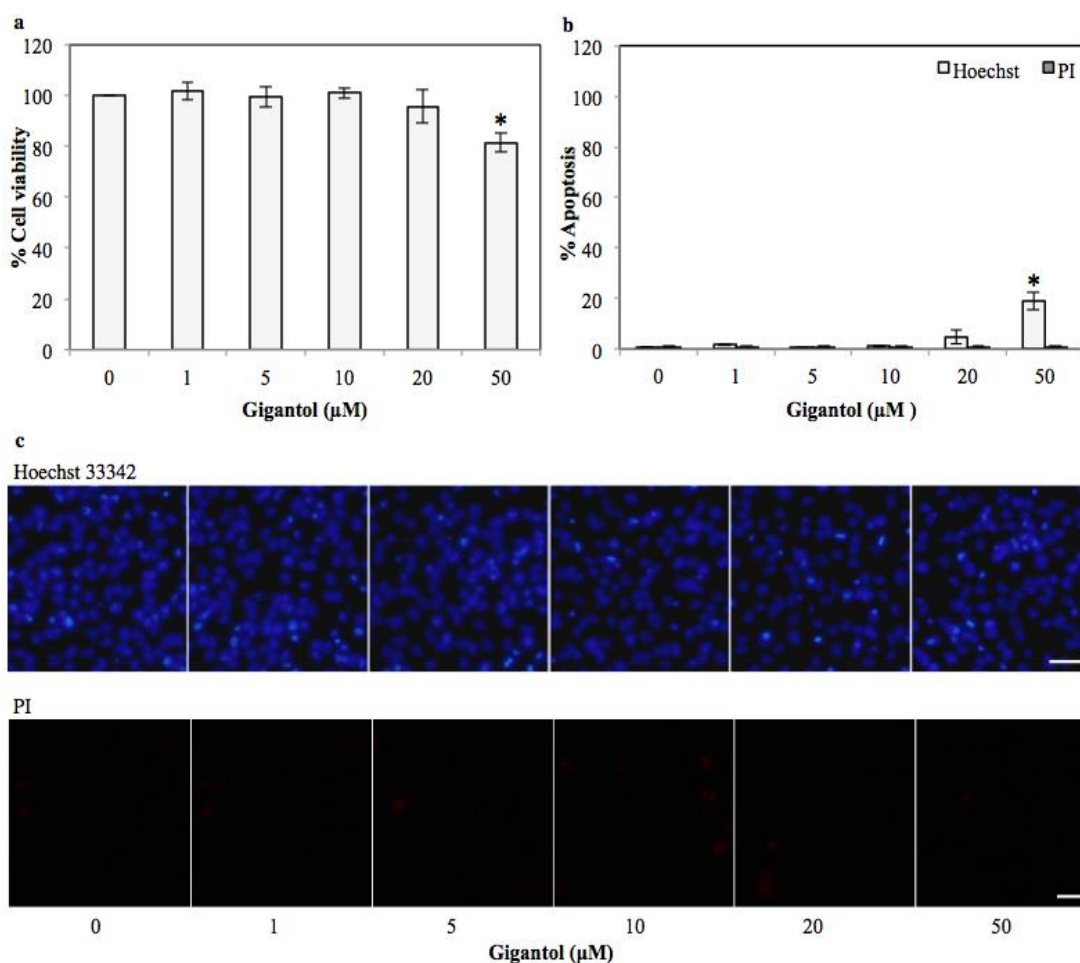 a
120
100
80
60
40
20
0
% Cell viability
*
0 1 5 10 20 50
Gigantol (µM)
b
120
100
80
60
40
20
0
% Apoptosis
Hoechst PI
*
0 1 5 10 20 50
Gigantol (µM )
c
Hoechst 33342
PI
0 1 5 10 20 50
Gigantol (µM)